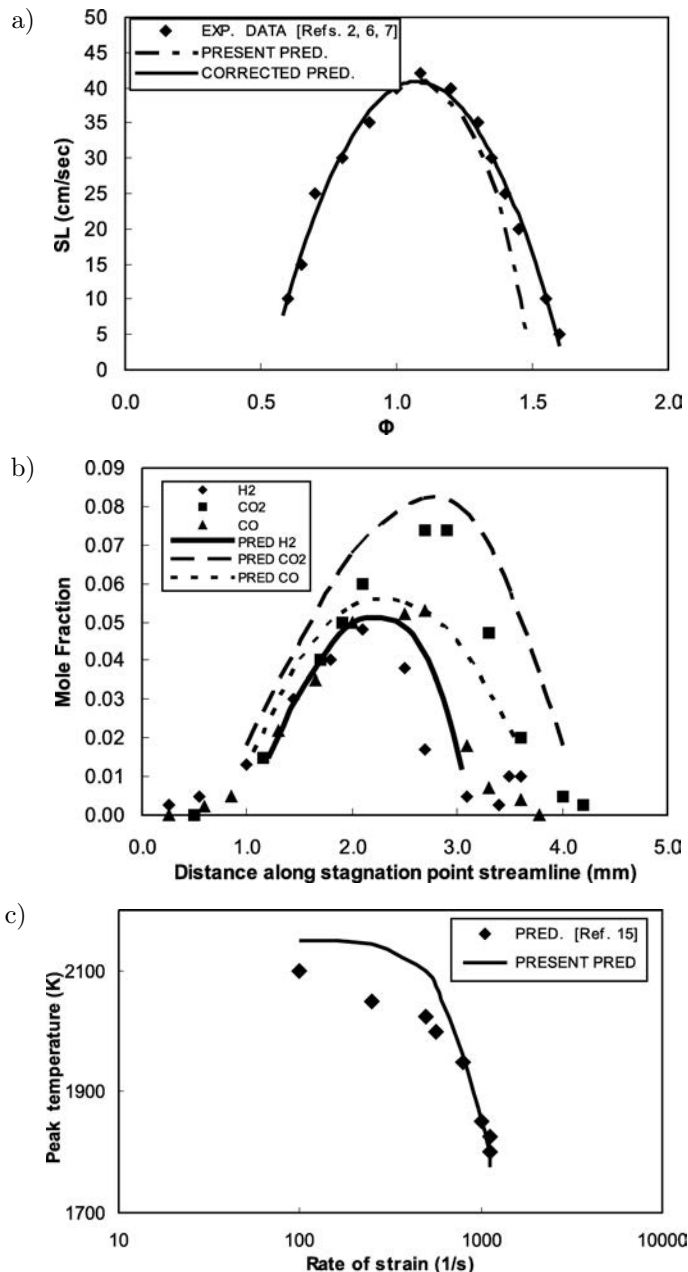 a)
50
45
40
35
30
25
20
15
10
5
0
SL (cm/sec)
EXP. DATA [Refs. 2, 6, 7]
PRESENT PRED.
CORRECTED PRED.
0.0 0.5 1.0 1.5 2.0
Φ
b)
0.09
0.08
0.07
0.06
0.05
0.04
0.03
0.02
0.01
0.00
Mole Fraction
H2
CO2
CO
PRED H2
PRED CO2
PRED CO
0.0 1.0 2.0 3.0 4.0 5.0
Distance along stagnation point streamline (mm)
c)
2100
1900
1700
Peak temperature (K)
PRED. [Ref. 15]
PRESENT PRED
10 100 1000 10000
Rate of strain (1/s)